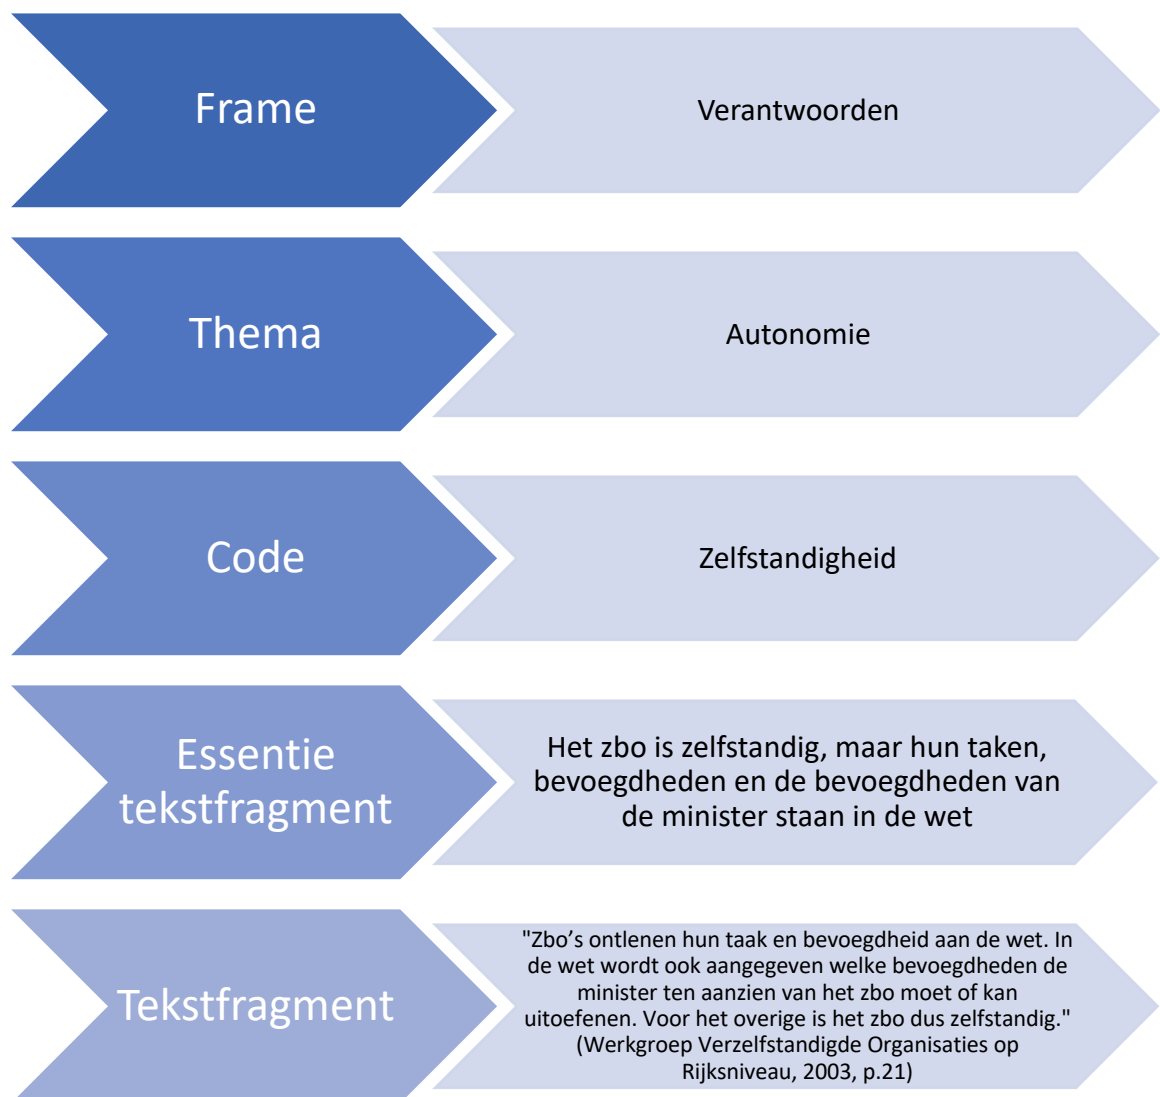 Frame
Verantwoorden
Thema
Autonomie
Code
Zelfstandigheid
Essentie
tekstfragment
Het zbo is zelfstandig, maar hun taken,
bevoegdheden en de bevoegdheden van
de minister staan in de wet
Tekstfragment
"Zbo’s ontlenen hun taak en bevoegdheid aan de wet. In
de wet wordt ook aangegeven welke bevoegdheden de
minister ten aanzien van het zbo moet of kan
uitoefenen. Voor het overige is het zbo dus zelfstandig."
(Werkgroep Verzelfstandigde Organisaties op
Rijksniveau, 2003, p.21)